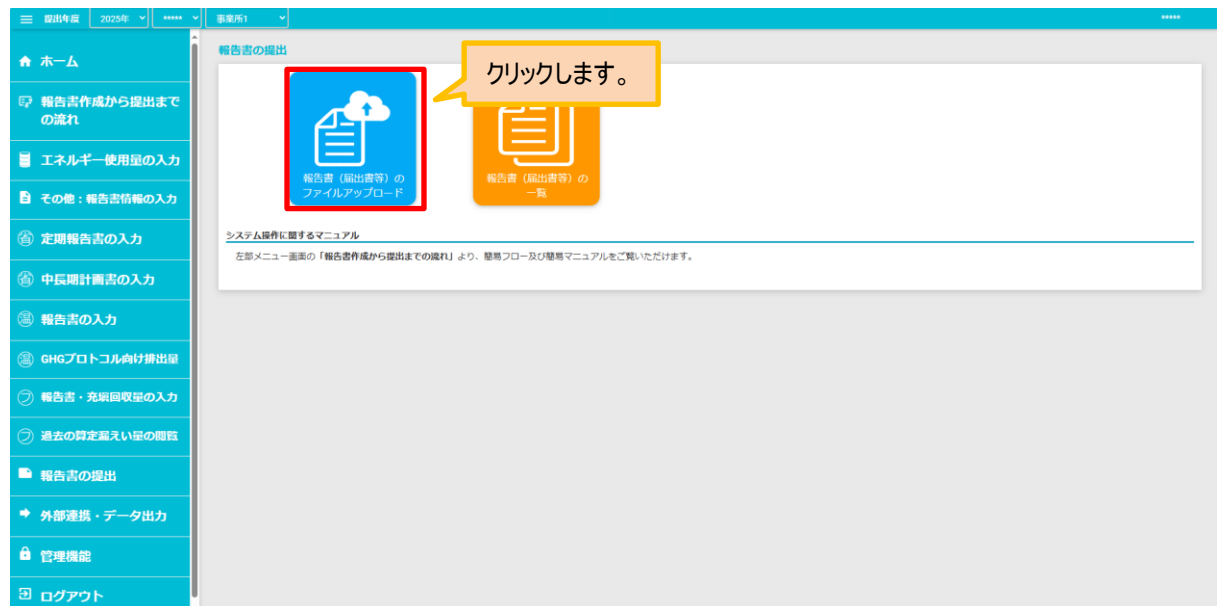 提出年度 2025年 ***** 事業所1 *****
ホーム
報告書作成から提出まで
の流れ
エネルギー使用量の入力
その他：報告書情報の入力
定期報告書の入力
中長期計画書の入力
報告書の入力
GHGプロトコル向け排出量
報告書・充填回収量の入力
過去の算定漏えい量の閲覧
報告書の提出
外部連携・データ出力
管理機能
ログアウト
報告書の提出
クリックします。
報告書（届出書等）の
ファイルアップロード
報告書（届出書等）の
一覧
システム操作に関するマニュアル
左部メニュー画面の「報告書作成から提出までの流れ」より、簡易フロー及び簡易マニュアルをご覧いただけます。